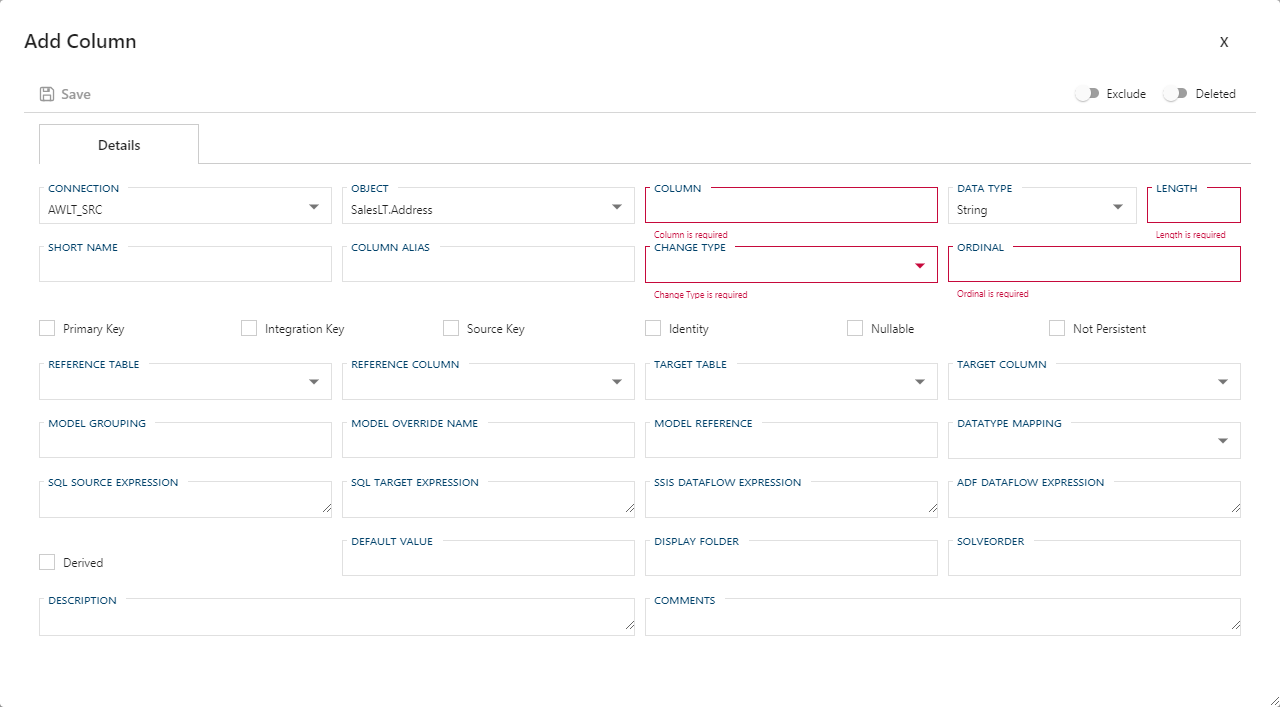 Add Column
X
Save
Exclude
Deleted
Details
CONNECTION
AWLT_SRC
OBJECT
SalesLT.Address
COLUMN
Column is required
DATA TYPE
String
LENGTH
Length is required
SHORT NAME
COLUMN ALIAS
CHANGE TYPE
Change Type is required
ORDINAL
Ordinal is required
Primary Key
Integration Key
Source Key
Identity
Nullable
Not Persistent
REFERENCE TABLE
REFERENCE COLUMN
TARGET TABLE
TARGET COLUMN
MODEL GROUPING
MODEL OVERRIDE NAME
MODEL REFERENCE
DATATYPE MAPPING
SQL SOURCE EXPRESSION
SQL TARGET EXPRESSION
SSIS DATAFLOW EXPRESSION
ADF DATAFLOW EXPRESSION
Derived
DEFAULT VALUE
DISPLAY FOLDER
SOLVEORDER
DESCRIPTION
COMMENTS